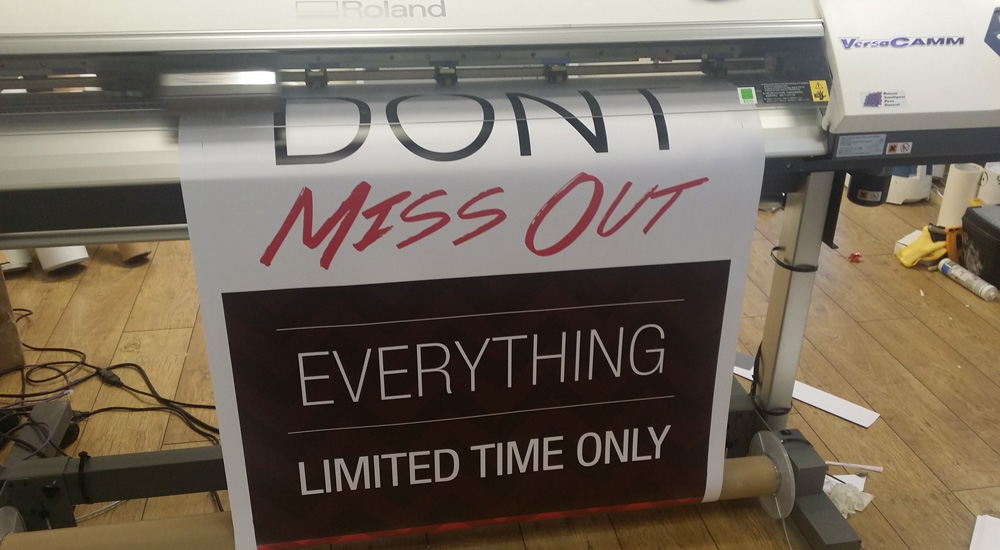 Roland
VersaCAMM
DONT
MISS OUT
EVERYTHING
LIMITED TIME ONLY